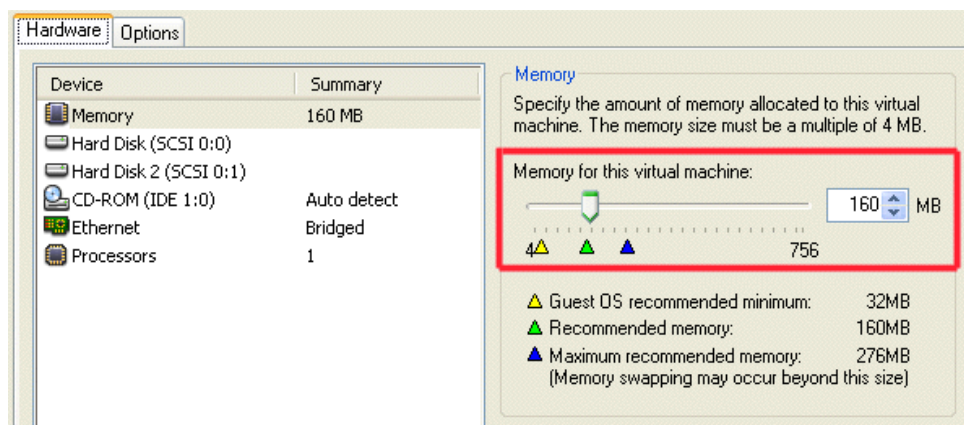 Hardware Options
Device Summary
Memory 160 MB
Hard Disk (SCSI 0:0)
Hard Disk 2 (SCSI 0:1)
CD-ROM (IDE 1:0) Auto detect
Ethernet Bridged
Processors 1
Memory
Specify the amount of memory allocated to this virtual
machine. The memory size must be a multiple of 4 MB.
Memory for this virtual machine:
160 MB
4 756
Guest OS recommended minimum: 32MB
Recommended memory: 160MB
Maximum recommended memory: 276MB
(Memory swapping may occur beyond this size)